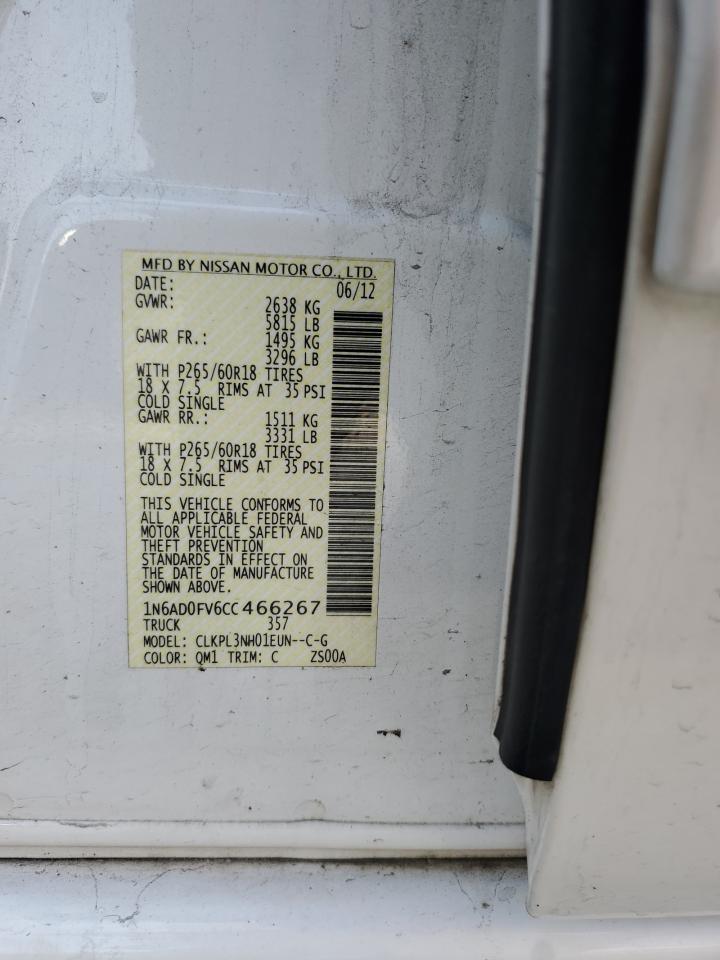 MFD BY NISSAN MOTOR CO., LTD.
DATE: 06/12
GVWR: 2638 KG
5815 LB
GAWR FR.: 1495 KG
3296 LB
WITH P265/60R18 TIRES
18 X 7.5 RIMS AT 35 PSI
COLD SINGLE
GAWR RR.: 1511 KG
3331 LB
WITH P265/60R18 TIRES
18 X 7.5 RIMS AT 35 PSI
COLD SINGLE
THIS VEHICLE CONFORMS TO
ALL APPLICABLE FEDERAL
MOTOR VEHICLE SAFETY AND
THEFT PREVENTION
STANDARDS IN EFFECT ON
THE DATE OF MANUFACTURE
SHOWN ABOVE.
1N6AD0FV6CC466267
TRUCK 357
MODEL: CLKPL3NH01EUN--C-G
COLOR: QM1 TRIM: C ZS00A